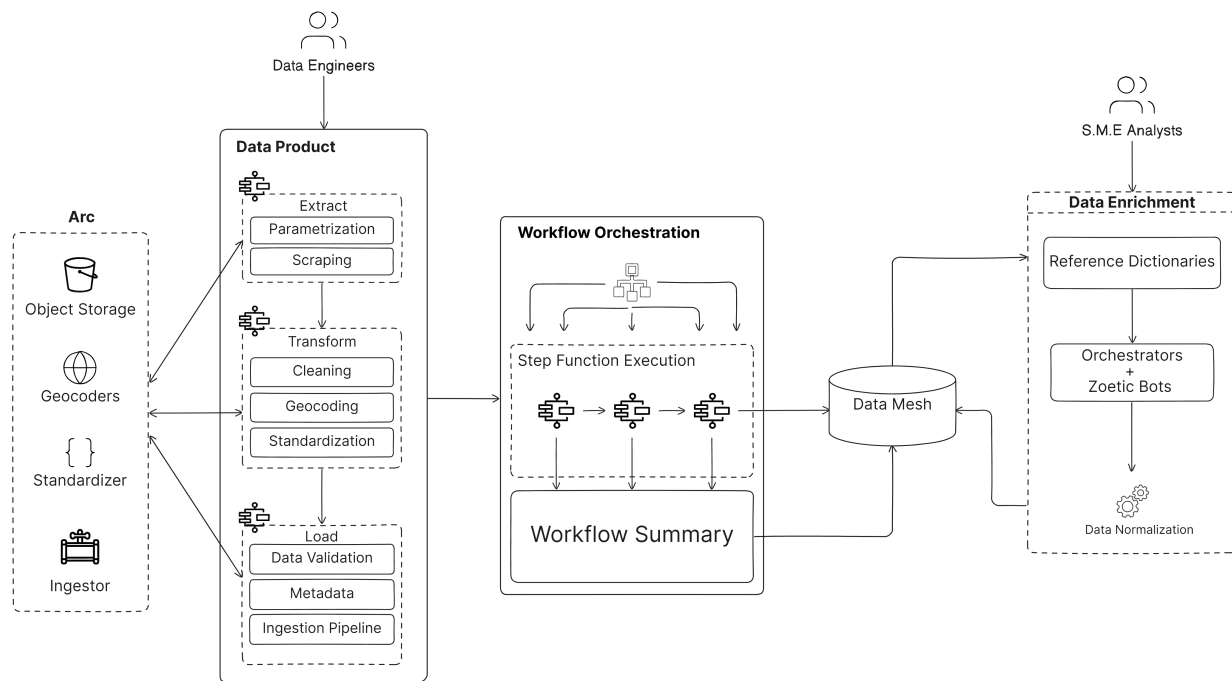 Data Engineers
S.M.E Analysts
Data Product
Extract
Parametrization
Scraping
Transform
Cleaning
Geocoding
Standardization
Load
Data Validation
Metadata
Ingestion Pipeline
Arc
Object Storage
Geocoders
{ }
Standardizer
Ingestor
Workflow Orchestration
Step Function Execution
Workflow Summary
Data Mesh
Data Enrichment
Reference Dictionaries
Orchestrators
+
Zoetic Bots
Data Normalization